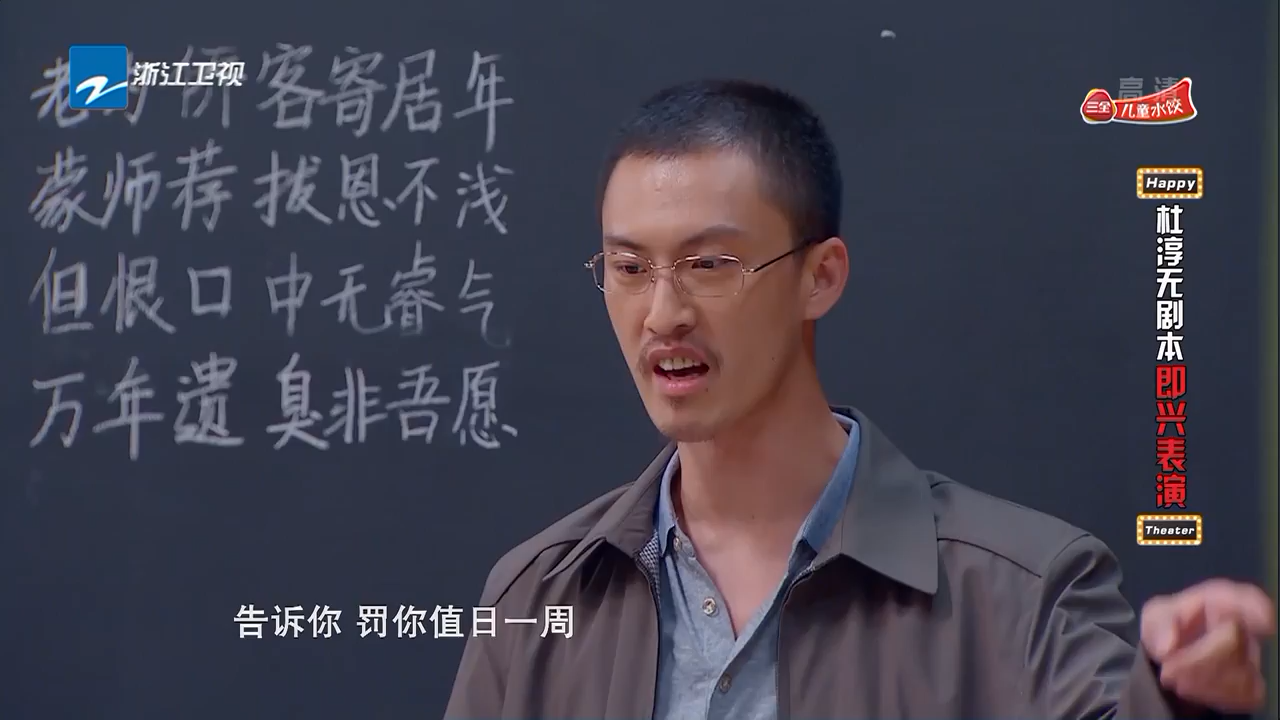 客寄居年
浙江卫视
蒙师荐拔恩不浅
但恨口中无睿气
万年遗臭非吾愿
高清
三全
儿童水饺
Happy
杜淳无剧本即兴表演
Theater
告诉你 罚你值日一周